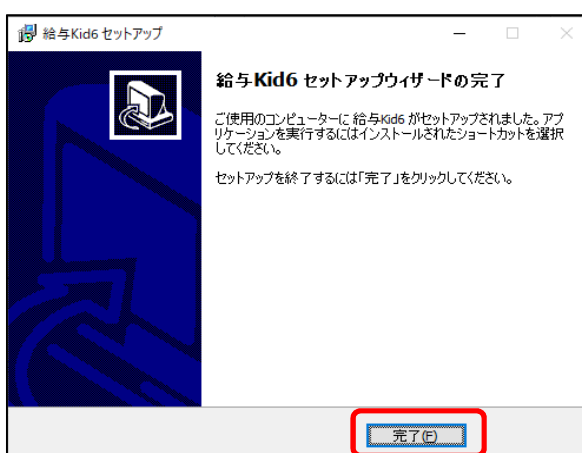 給与Kid6 セットアップ
給与Kid6 セットアップウィザードの完了
ご使用のコンピューターに 給与Kid6 がセットアップされました。アプ
リケーションを実行するにはインストールされたショートカットを選択
してください。
セットアップを終了するには「完了」をクリックしてください。
完了(F)